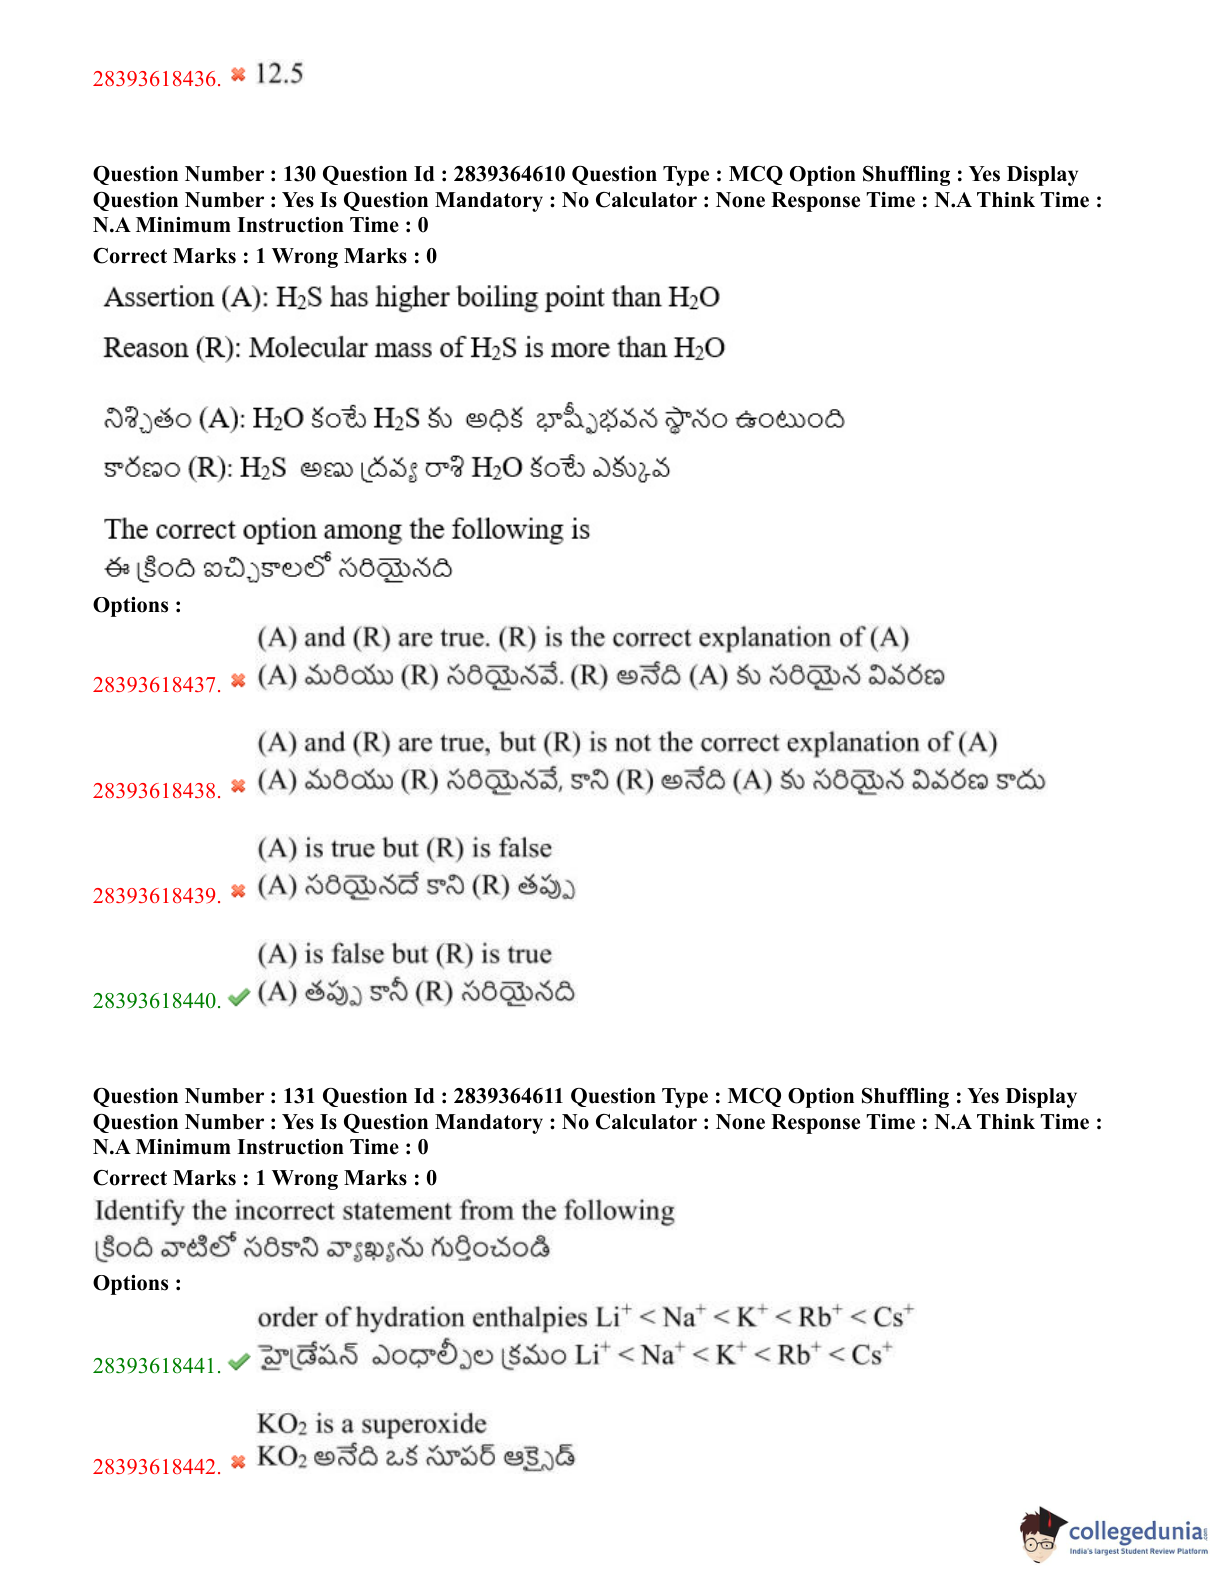 28393618436. ✖ 12.5
Question Number : 130 Question Id : 2839364610 Question Type : MCQ Option Shuffling : Yes Display
Question Number : Yes Is Question Mandatory : No Calculator : None Response Time : N.A Think Time :
N.A Minimum Instruction Time : 0
Correct Marks : 1 Wrong Marks : 0
Assertion (A): H₂S has higher boiling point than H₂O
Reason (R): Molecular mass of H₂S is more than H₂O
నిశ్చితం (A): H₂O కంటే H₂S కు అధిక భాష్పీభవన స్థానం ఉంటుంది
కారణం (R): H₂S అణు ద్రవ్య రాశి H₂O కంటే ఎక్కువ
The correct option among the following is
ఈ క్రింది ఐచ్చికాలలో సరియైనది
Options :
(A) and (R) are true. (R) is the correct explanation of (A)
28393618437. ✖ (A) మరియు (R) సరియైనవే. (R) అనేది (A) కు సరియైన వివరణ
(A) and (R) are true, but (R) is not the correct explanation of (A)
28393618438. ✖ (A) మరియు (R) సరియైనవే, కాని (R) అనేది (A) కు సరియైన వివరణ కాదు
(A) is true but (R) is false
28393618439. ✖ (A) సరియైనదే కాని (R) తప్పు
(A) is false but (R) is true
28393618440. ✔ (A) తప్పు కానీ (R) సరియైనది
Question Number : 131 Question Id : 2839364611 Question Type : MCQ Option Shuffling : Yes Display
Question Number : Yes Is Question Mandatory : No Calculator : None Response Time : N.A Think Time :
N.A Minimum Instruction Time : 0
Correct Marks : 1 Wrong Marks : 0
Identify the incorrect statement from the following
క్రింది వాటిలో సరికాని వ్యాఖ్యను గుర్తించండి
Options :
order of hydration enthalpies Li⁺ < Na⁺ < K⁺ < Rb⁺ < Cs⁺
28393618441. ✔ హైడ్రేషన్ ఎంథాల్పీల క్రమం Li⁺ < Na⁺ < K⁺ < Rb⁺ < Cs⁺
KO₂ is a superoxide
28393618442. ✖ KO₂ అనేది ఒక సూపర్ ఆక్సైడ్
collegedunia
India's largest Student Review Platform